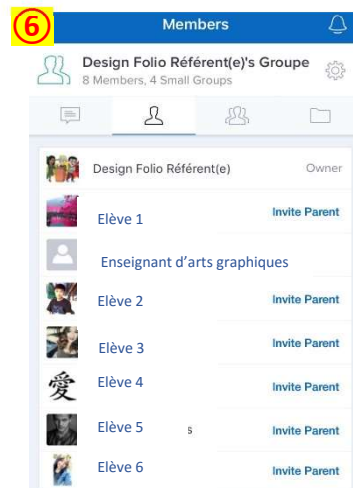 6
Members
Design Folio Référent(e)'s Groupe
8 Members, 4 Small Groups
Design Folio Référent(e) Owner
Elève 1 Invite Parent
Enseignant d'arts graphiques
Elève 2 Invite Parent
Elève 3 Invite Parent
愛 Elève 4 Invite Parent
Elève 5 s Invite Parent
Elève 6 Invite Parent